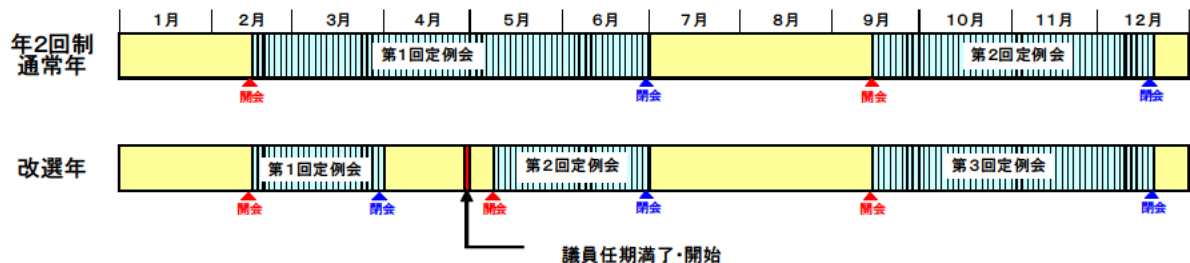 1月 2月 3月 4月 5月 6月 7月 8月 9月 10月 11月 12月
年2回制
通常年
第1回定例会 第2回定例会
開会 閉会 開会 閉会
改選年
第1回定例会 第2回定例会 第3回定例会
開会 閉会 開会 閉会 開会 閉会
議員任期満了・開始